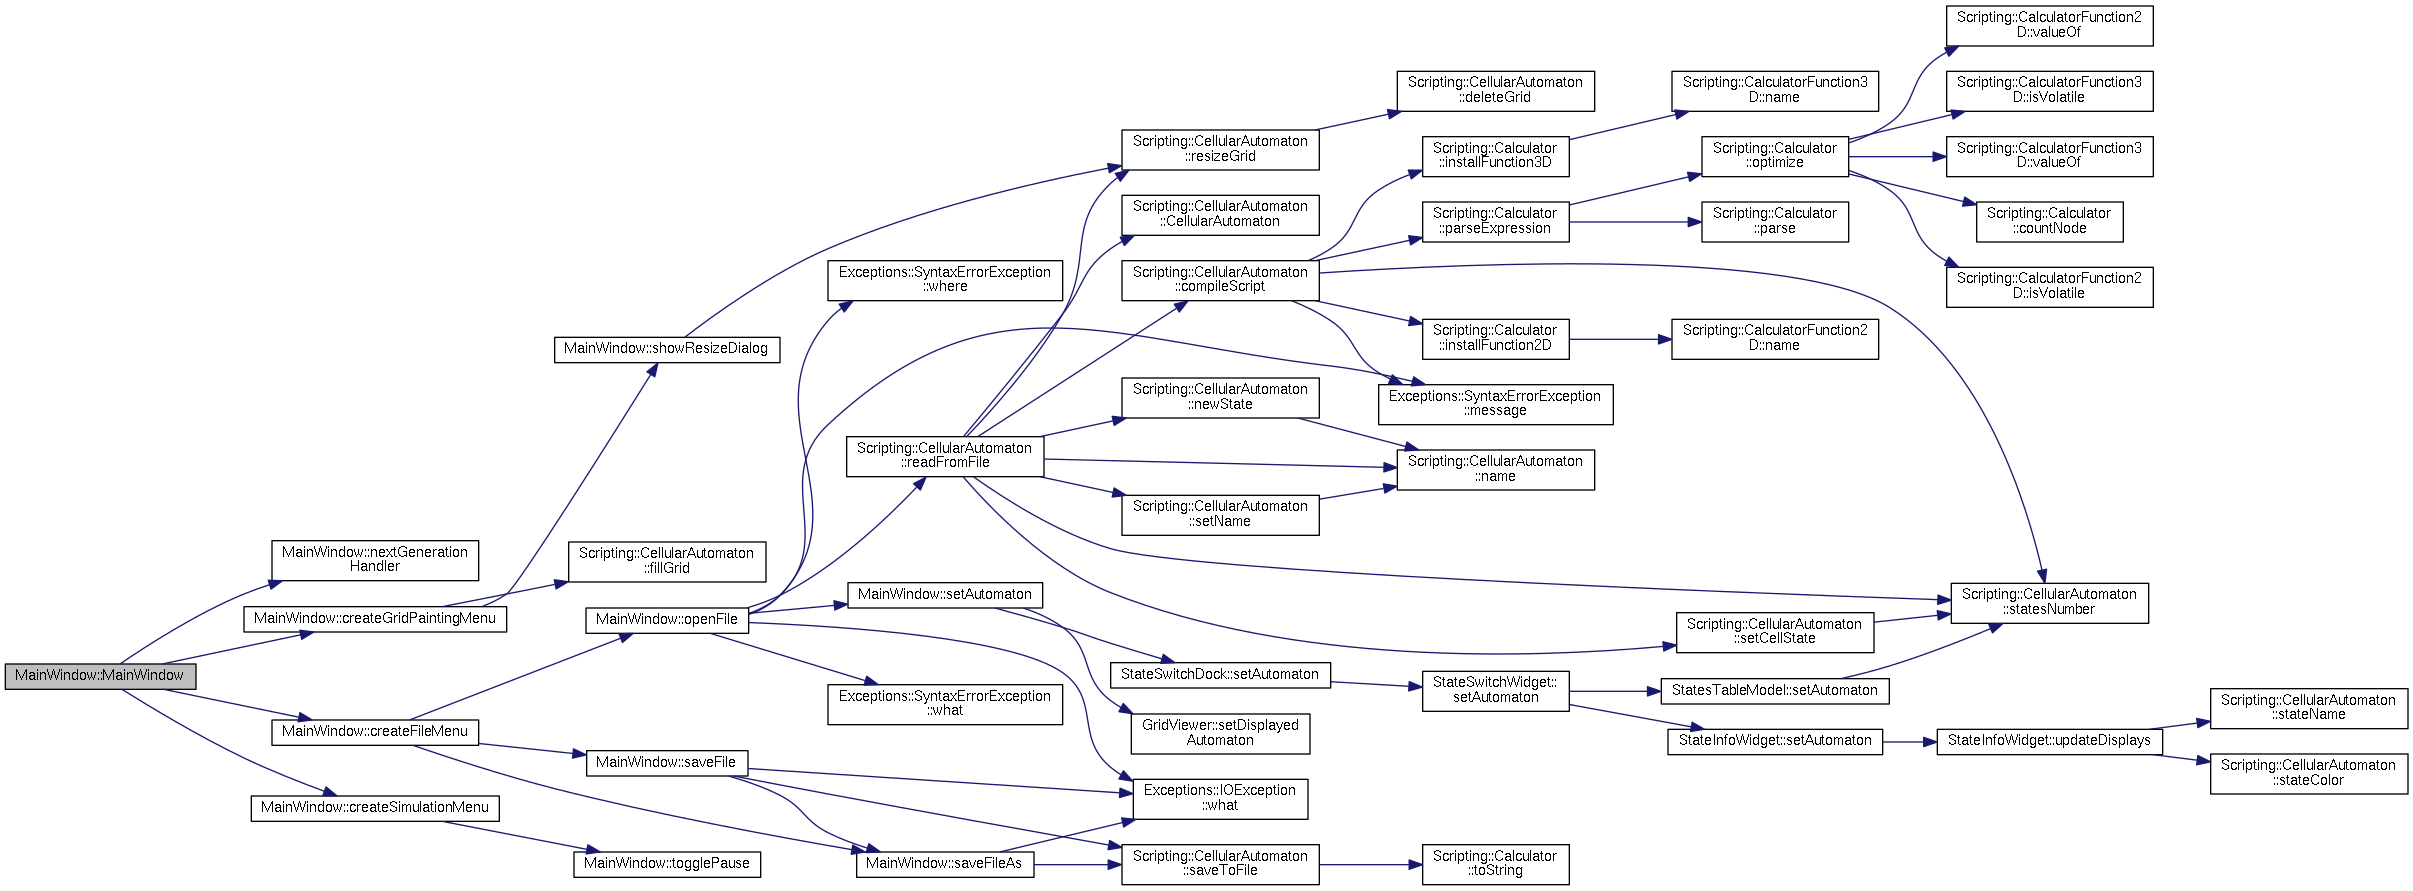 MainWindow::MainWindow
MainWindow::nextGeneration
Handler
MainWindow::createGridPaintingMenu
MainWindow::createFileMenu
MainWindow::createSimulationMenu
MainWindow::showResizeDialog
Scripting::CellularAutomaton
::fillGrid
MainWindow::openFile
MainWindow::saveFile
MainWindow::togglePause
Exceptions::SyntaxErrorException
::where
Scripting::CellularAutomaton
::readFromFile
MainWindow::setAutomaton
Exceptions::SyntaxErrorException
::what
MainWindow::saveFileAs
Scripting::CellularAutomaton
::resizeGrid
Scripting::CellularAutomaton
::CellularAutomaton
Scripting::CellularAutomaton
::compileScript
Scripting::CellularAutomaton
::newState
Scripting::CellularAutomaton
::setName
StateSwitchDock::setAutomaton
GridViewer::setDisplayed
Automaton
Exceptions::IOException
::what
Scripting::CellularAutomaton
::saveToFile
Scripting::CellularAutomaton
::deleteGrid
Scripting::Calculator
::installFunction3D
Scripting::Calculator
::parseExpression
Scripting::Calculator
::installFunction2D
Exceptions::SyntaxErrorException
::message
Scripting::CellularAutomaton
::name
StateSwitchWidget::
setAutomaton
Scripting::Calculator
::toString
Scripting::CalculatorFunction3
D::name
Scripting::Calculator
::optimize
Scripting::Calculator
::parse
Scripting::CalculatorFunction2
D::name
Scripting::CellularAutomaton
::setCellState
StatesTableModel::setAutomaton
StateInfoWidget::setAutomaton
Scripting::CalculatorFunction2
D::valueOf
Scripting::CalculatorFunction3
D::isVolatile
Scripting::CalculatorFunction3
D::valueOf
Scripting::Calculator
::countNode
Scripting::CalculatorFunction2
D::isVolatile
Scripting::CellularAutomaton
::statesNumber
StateInfoWidget::updateDisplays
Scripting::CellularAutomaton
::stateName
Scripting::CellularAutomaton
::stateColor